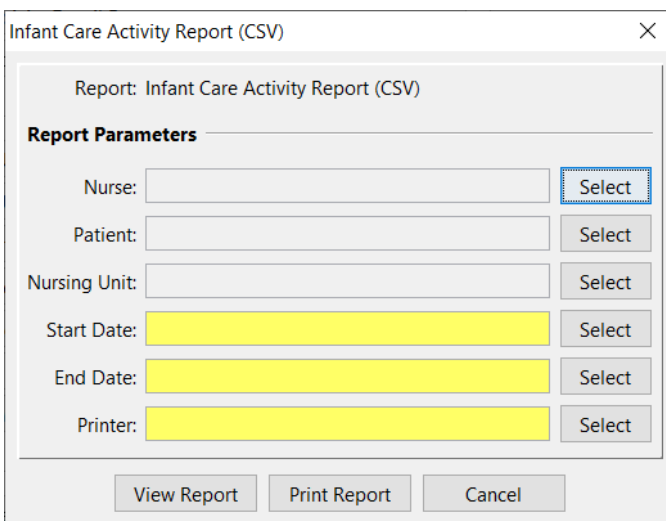 Infant Care Activity Report (CSV)
Report: Infant Care Activity Report (CSV)
Report Parameters
Nurse: Select
Patient: Select
Nursing Unit: Select
Start Date: Select
End Date: Select
Printer: Select
View Report Print Report Cancel